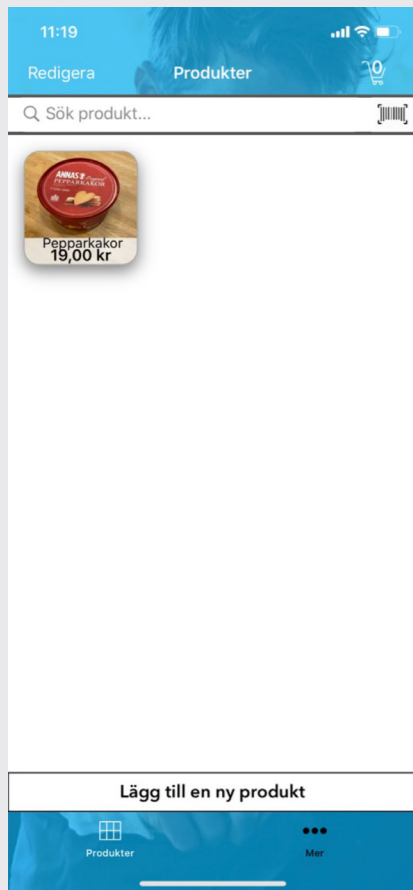 11:19
Redigera
Produkter
0
Sök produkt...
ANNAS
Original
PEPPARKAKOR
Pepparkakor
19,00 kr
Lägg till en ny produkt
Produkter
Mer